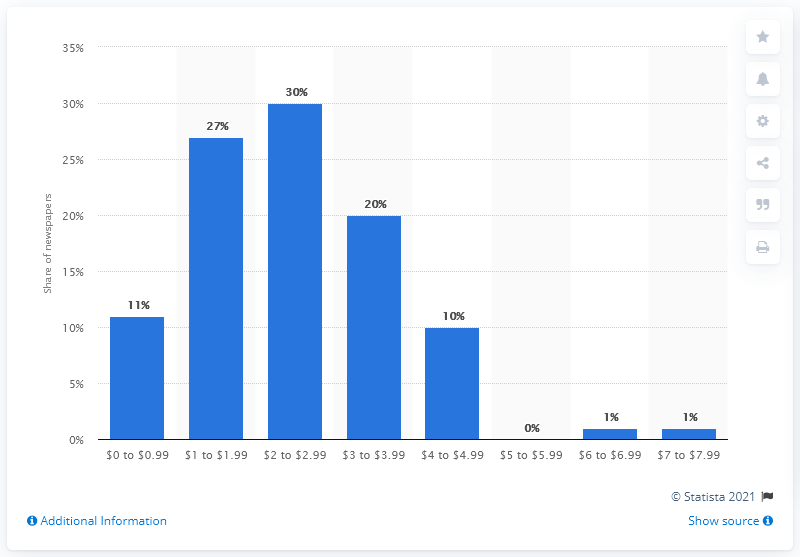 35%
30%
25%
20%
15%
10%
5%
0%
Share of newspapers
11%
27%
30%
20%
10%
0%
1%
1%
$0 to $0.99
$1 to $1.99
$2 to $2.99
$3 to $3.99
$4 to $4.99
$5 to $5.99
$6 to $6.99
$7 to $7.99
© Statista 2021
Additional Information
Show source